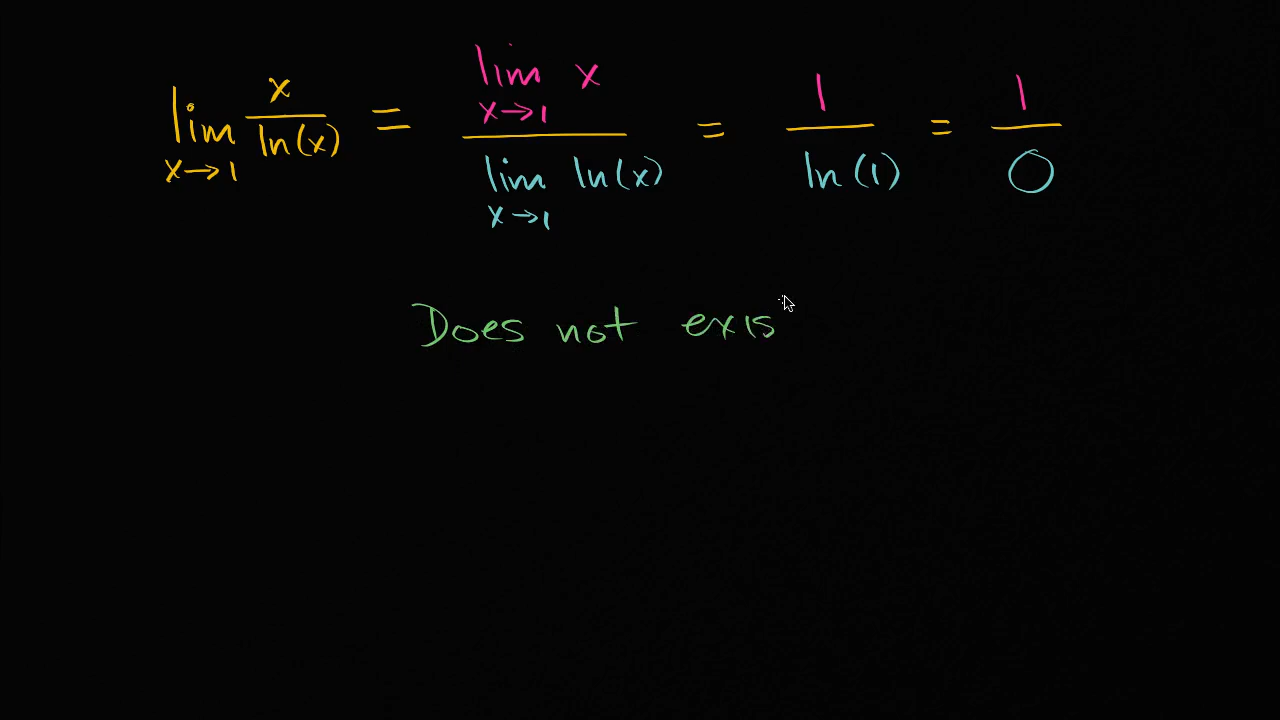 lim x→1 x/ln(x) = lim x→1 x / lim x→1 ln(x) = 1/ln(1) = 1/0
Does not exis